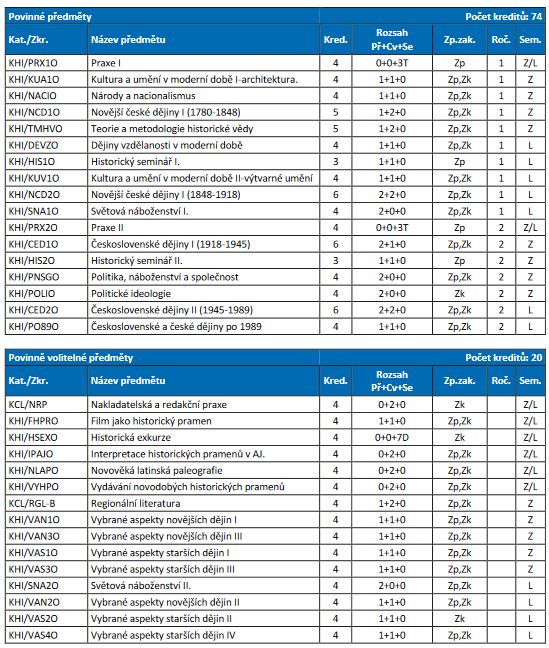 Povinné předměty Počet kreditů: 74
Kat./Zkr. Název předmětu Kred. Rozsah Př+Cv+Se Zp.zak. Roč. Sem.
KHI/PRX1O Praxe I 4 0+0+3T Zp 1 Z/L
KHI/KUA1O Kultura a umění v moderní době I-architektura. 4 1+1+0 Zp,Zk 1 Z
KHI/NACIO Národy a nacionalismus 4 1+1+0 Zp,Zk 1 Z
KHI/NCD1O Novější české dějiny I (1780-1848) 5 1+2+0 Zp,Zk 1 Z
KHI/TMHVO Teorie a metodologie historické vědy 5 1+2+0 Zp,Zk 1 Z
KHI/DEVZO Dějiny vzdělanosti v moderní době 4 1+1+0 Zp,Zk 1 L
KHI/HIS1O Historický seminář I. 3 1+1+0 Zp 1 L
KHI/KUV1O Kultura a umění v moderní době II-výtvarné umění 4 1+1+0 Zp,Zk 1 L
KHI/NCD2O Novější české dějiny I (1848-1918) 6 2+2+0 Zp,Zk 1 L
KHI/SNA1O Světová náboženství I. 4 2+0+0 Zp,Zk 1 L
KHI/PRX2O Praxe II 4 0+0+3T Zp 2 Z/L
KHI/CED1O Československé dějiny I (1918-1945) 6 2+1+0 Zp,Zk 2 Z
KHI/HIS2O Historický seminář II. 3 1+1+0 Zp 2 Z
KHI/PNSGO Politika, náboženství a společnost 4 2+0+0 Zp,Zk 2 Z
KHI/POLIO Politické ideologie 4 2+0+0 Zk 2 Z
KHI/CED2O Československé dějiny II (1945-1989) 6 2+2+0 Zp,Zk 2 L
KHI/PO89O Československé a české dějiny po 1989 4 1+1+0 Zp,Zk 2 L
Povinně volitelné předměty Počet kreditů: 20
Kat./Zkr. Název předmětu Kred. Rozsah Př+Cv+Se Zp.zak. Roč. Sem.
KCL/NRP Nakladatelská a redakční praxe 4 0+2+0 Zk Z/L
KHI/FHPRO Film jako historický pramen 4 1+1+0 Zp,Zk Z/L
KHI/HSEXO Historická exkurze 4 0+0+7D Zk Z/L
KHI/IPAJO Interpretace historických pramenů v AJ. 4 0+2+0 Zp,Zk Z/L
KHI/NLAPO Novověká latinská paleografie 4 0+2+0 Zp,Zk Z/L
KHI/VYHPO Vydávání novodobých historických pramenů 4 0+2+0 Zp,Zk Z/L
KCL/RGL-B Regionální literatura 4 1+2+0 Zp,Zk Z
KHI/VAN1O Vybrané aspekty novějších dějin I 4 1+1+0 Zp,Zk Z
KHI/VAN3O Vybrané aspekty novějších dějin III 4 1+1+0 Zp,Zk Z
KHI/VAS1O Vybrané aspekty starších dějin I 4 1+1+0 Zp,Zk Z
KHI/VAS3O Vybrané aspekty starších dějin III 4 1+1+0 Zp,Zk Z
KHI/SNA2O Světová náboženství II. 4 2+0+0 Zp,Zk L
KHI/VAN2O Vybrané aspekty novějších dějin II 4 1+1+0 Zp,Zk L
KHI/VAS2O Vybrané aspekty starších dějin II 4 1+1+0 Zk L
KHI/VAS4O Vybrané aspekty starších dějin IV 4 1+1+0 Zp,Zk L